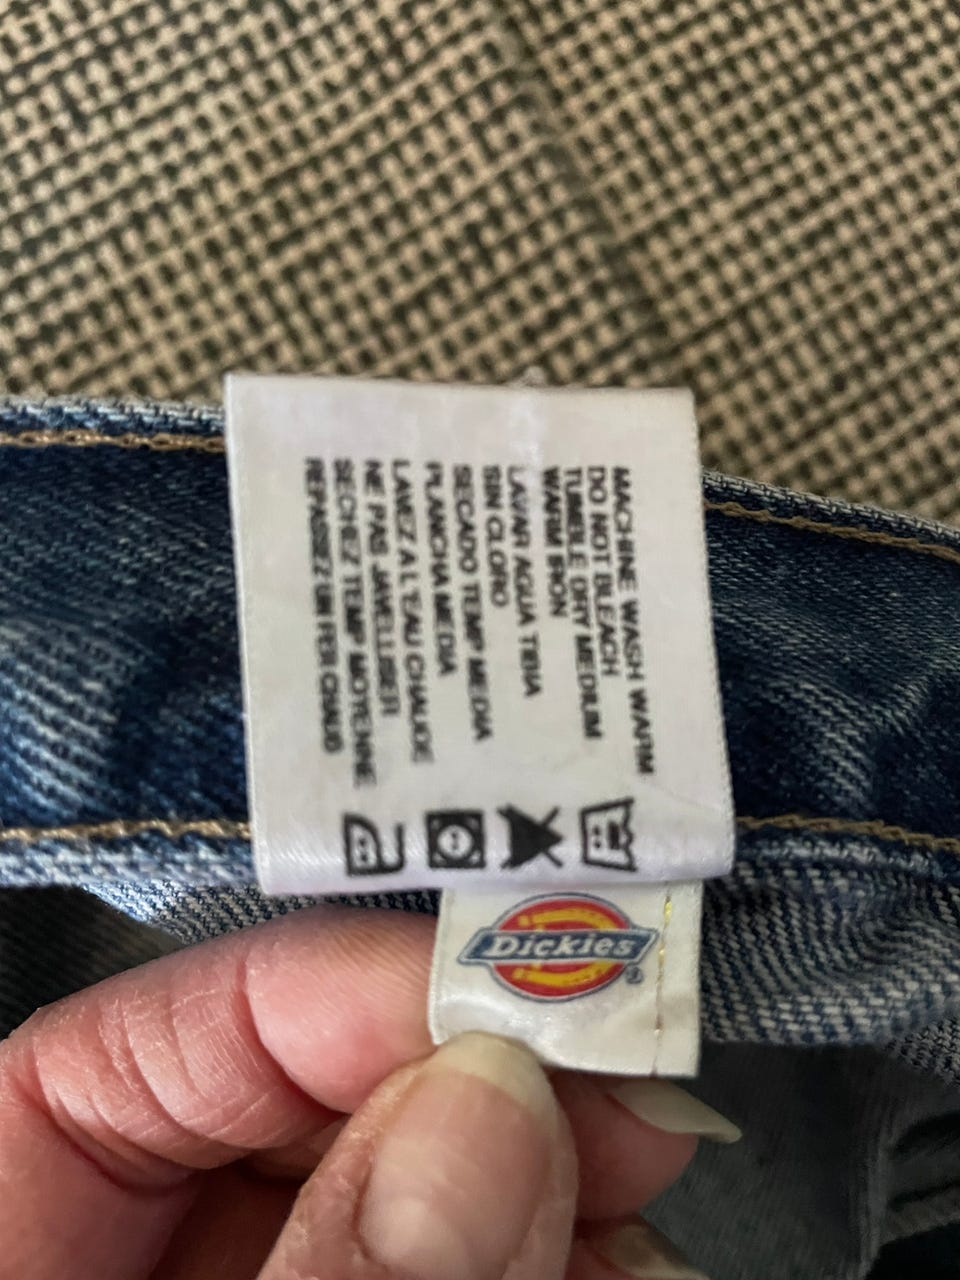 MACHINE WASH WARM
DO NOT BLEACH
TUMBLE DRY MEDIUM
WARM IRON
LAVAR AGUA TIBIA
SIN CLORO
SECADO TEMP MEDIA
PLANCHA MEDIA
LAVEZ A L'EAU CHAUDE
NE PAS JAVELLISER
SECHEZ TEMP MOYENNE
REPASSEZ UN FER CHAUD
Dickies®